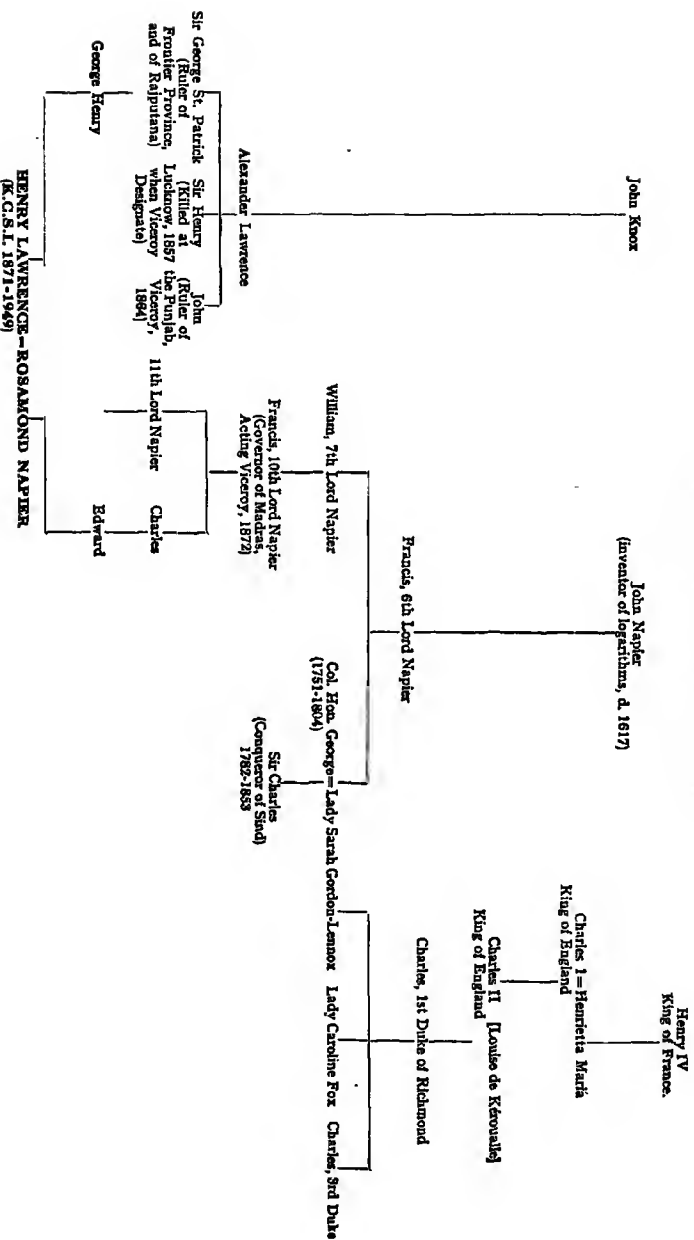 Henry IV
King of France.
John Knox
John Napier
(inventor of logarithms, d. 1617)
Charles I=Henrietta Maria
King of England
Charles II [Louise de Kéroualle]
King of England
Francis, 6th Lord Napier
Charles, 1st Duke of Richmond
William, 7th Lord Napier
Col. Hon. George=Lady Sarah Gordon-Lennox
(1751-1804)
Lady Caroline Fox
Charles, 3rd Duke
Alexander Lawrence
Francis, 10th Lord Napier
(Governor of Madras,
Acting Viceroy, 1872)
Sir Charles
(Conqueror of Sind)
1782-1853
Sir George St. Patrick
(Ruler of
Frontier Province,
and of Rajputana)
Sir Henry
(Killed at
Lucknow, 1857
when Viceroy
Designate)
John
(Ruler of
the Punjab,
Viceroy,
1864)
11th Lord Napier
Charles
George Henry
Edward
HENRY LAWRENCE=ROSAMOND NAPIER
(K.C.S.I. 1871-1949)